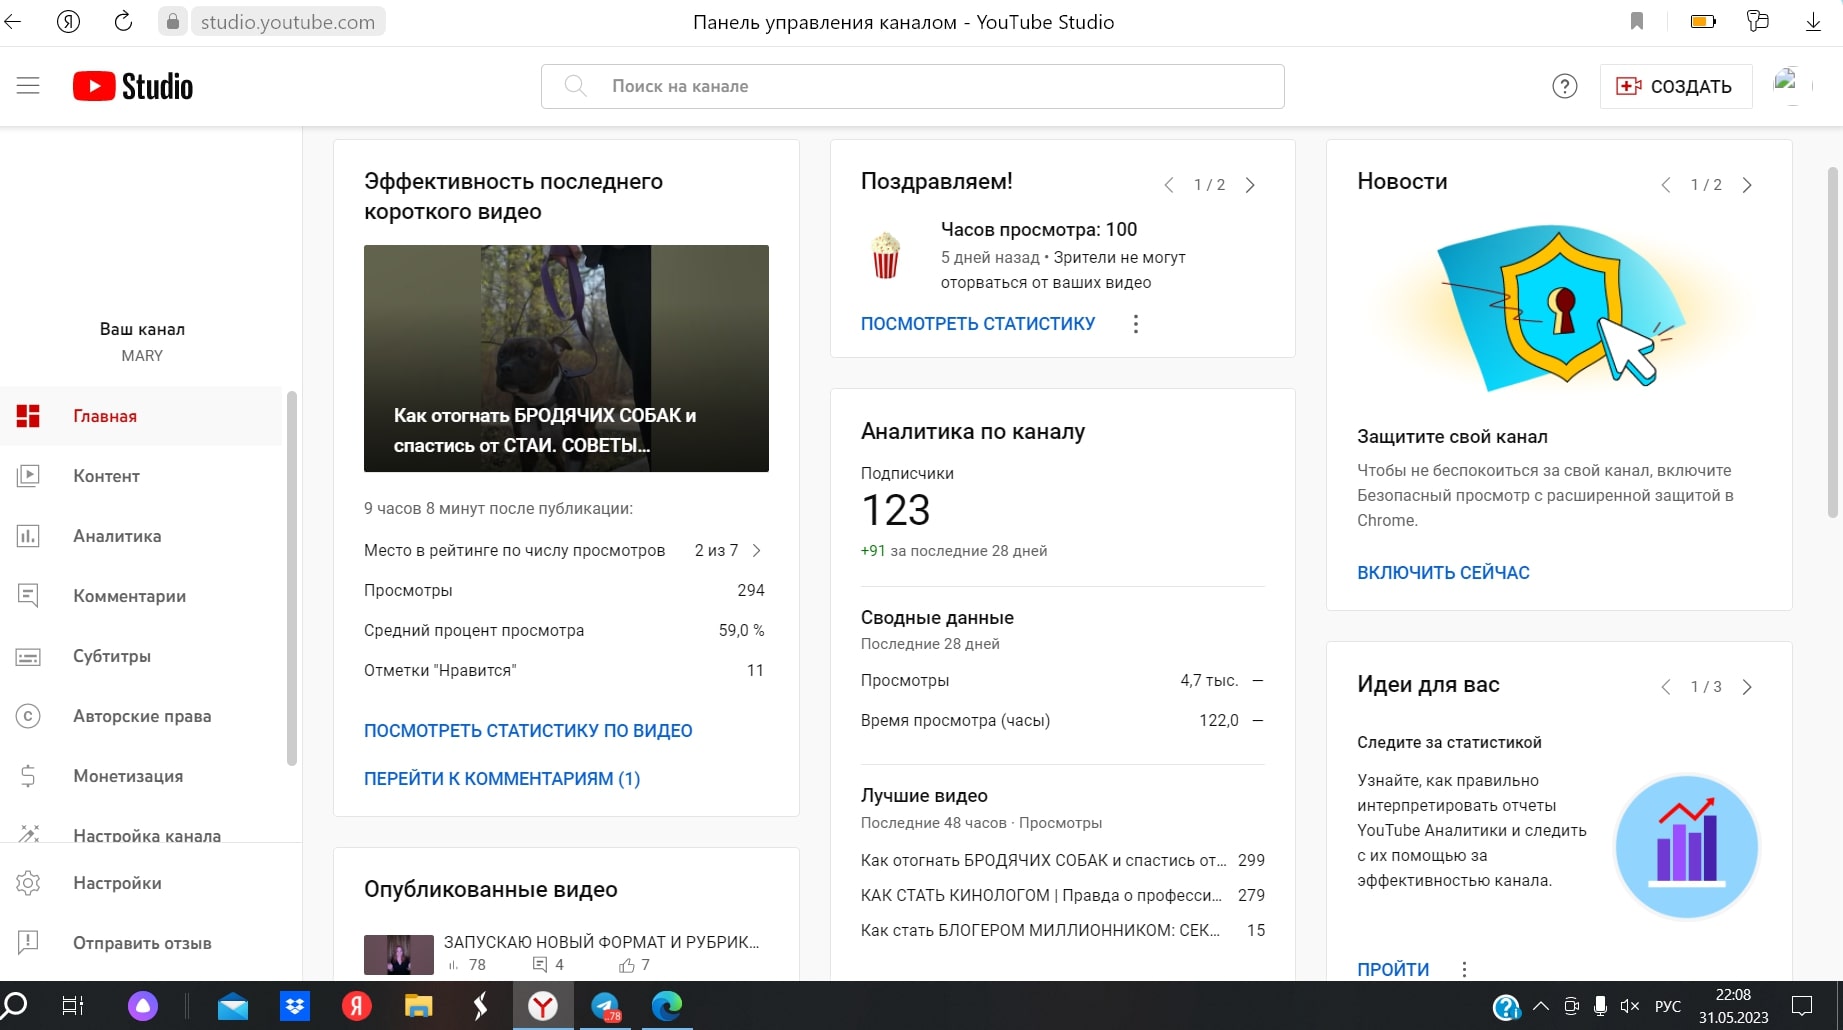 studio.youtube.com
Панель управления каналом - YouTube Studio
Studio
Поиск на канале
СОЗДАТЬ
Ваш канал
MARY
Главная
Контент
Аналитика
Комментарии
Субтитры
Авторские права
Монетизация
Настройка канала
Настройки
Отправить отзыв
Эффективность последнего
короткого видео
Как отогнать БРОДЯЧИХ СОБАК и
спастись от СТАИ. СОВЕТЫ...
9 часов 8 минут после публикации:
Место в рейтинге по числу просмотров 2 из 7
Просмотры 294
Средний процент просмотра 59,0 %
Отметки "Нравится" 11
ПОСМОТРЕТЬ СТАТИСТИКУ ПО ВИДЕО
ПЕРЕЙТИ К КОММЕНТАРИЯМ (1)
Опубликованные видео
ЗАПУСКАЮ НОВЫЙ ФОРМАТ И РУБРИК...
78 4 7
Поздравляем! 1 / 2
Часов просмотра: 100
5 дней назад • Зрители не могут
оторваться от ваших видео
ПОСМОТРЕТЬ СТАТИСТИКУ
Аналитика по каналу
Подписчики
123
+91 за последние 28 дней
Сводные данные
Последние 28 дней
Просмотры 4,7 тыс. —
Время просмотра (часы) 122,0 —
Лучшие видео
Последние 48 часов · Просмотры
Как отогнать БРОДЯЧИХ СОБАК и спастись от... 299
КАК СТАТЬ КИНОЛОГОМ | Правда о професси... 279
Как стать БЛОГЕРОМ МИЛЛИОННИКОМ: СЕК... 15
Новости 1 / 2
Защитите свой канал
Чтобы не беспокоиться за свой канал, включите
Безопасный просмотр с расширенной защитой в
Chrome.
ВКЛЮЧИТЬ СЕЙЧАС
Идеи для вас 1 / 3
Следите за статистикой
Узнайте, как правильно
интерпретировать отчеты
YouTube Аналитики и следить
с их помощью за
эффективностью канала.
ПРОЙТИ
Я
78
РУС
22:08
31.05.2023